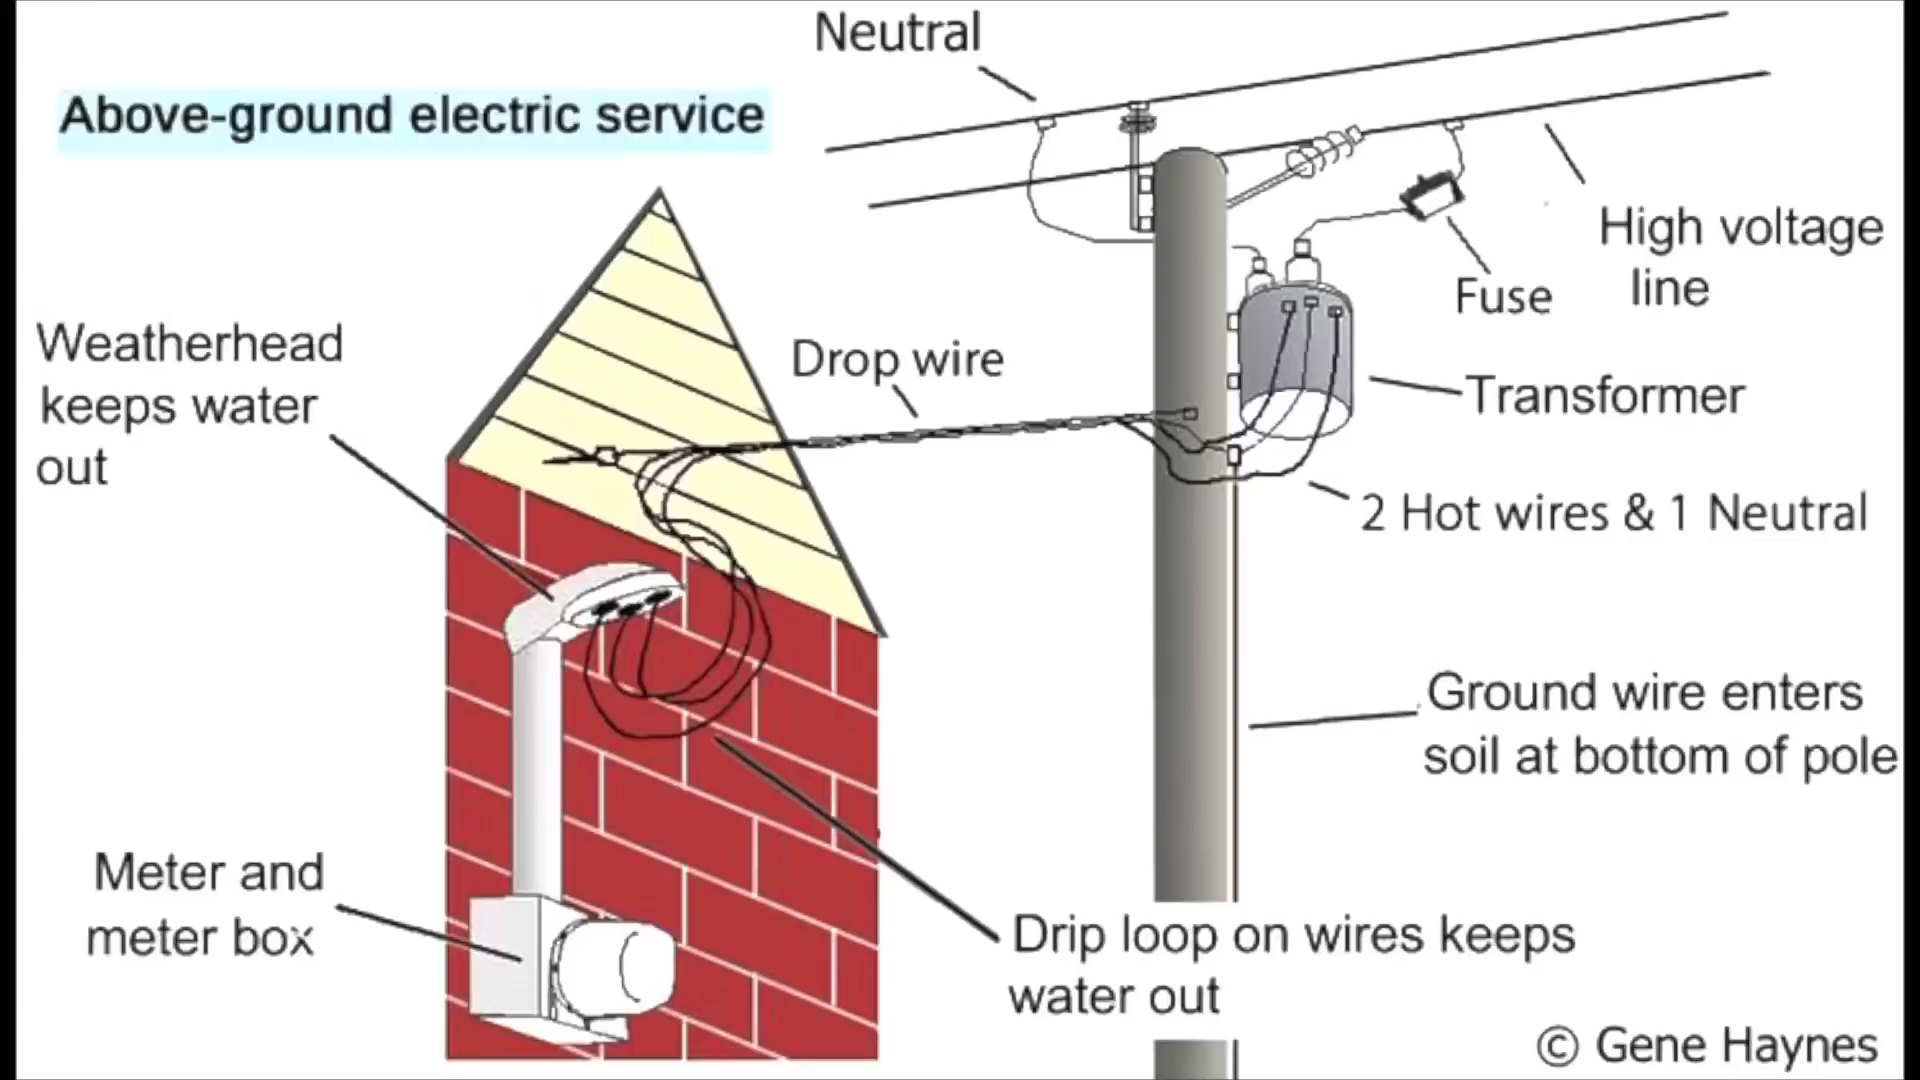 Neutral
Above-ground electric service
High voltage
line
Fuse
Weatherhead
keeps water
out
Drop wire
Transformer
2 Hot wires & 1 Neutral
Ground wire enters
soil at bottom of pole
Meter and
meter box
Drip loop on wires keeps
water out
© Gene Haynes